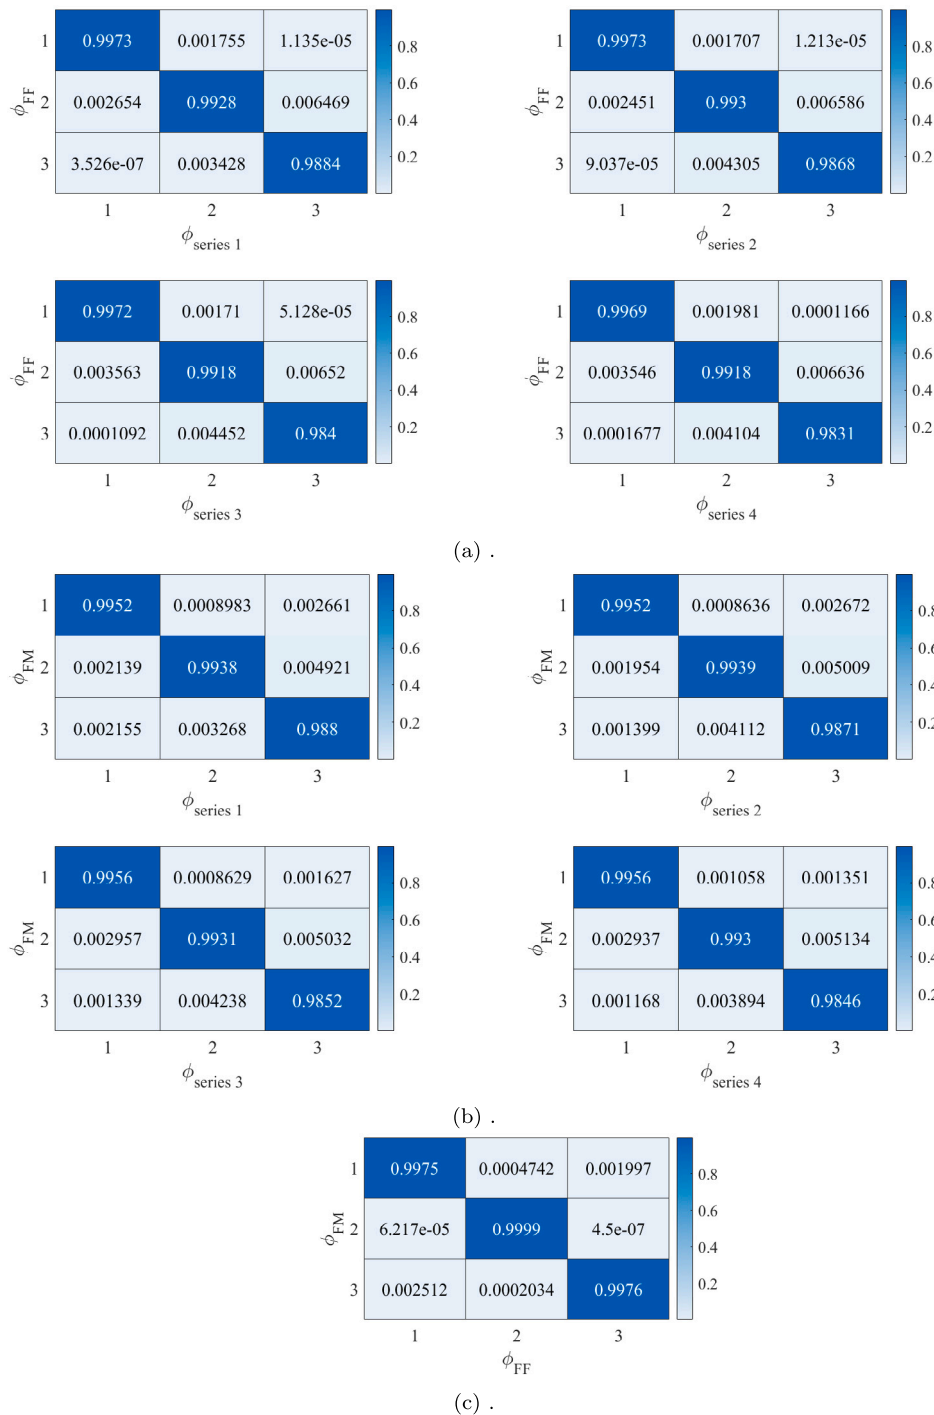 1 0.9973 0.001755 1.135e-05 0.8
ϕFF 2 0.002654 0.9928 0.006469 0.6 0.4
3 3.526e-07 0.003428 0.9884 0.2
1 2 3
ϕseries 1
1 0.9973 0.001707 1.213e-05 0.8
ϕFF 2 0.002451 0.993 0.006586 0.6 0.4
3 9.037e-05 0.004305 0.9868 0.2
1 2 3
ϕseries 2
1 0.9972 0.00171 5.128e-05 0.8
ϕFF 2 0.003563 0.9918 0.00652 0.6 0.4
3 0.0001092 0.004452 0.984 0.2
1 2 3
ϕseries 3
1 0.9969 0.001981 0.0001166 0.8
ϕFF 2 0.003546 0.9918 0.006636 0.6 0.4
3 0.0001677 0.004104 0.9831 0.2
1 2 3
ϕseries 4
(a) .
1 0.9952 0.0008983 0.002661 0.8
ϕFM 2 0.002139 0.9938 0.004921 0.6 0.4
3 0.002155 0.003268 0.988 0.2
1 2 3
ϕseries 1
1 0.9952 0.0008636 0.002672 0.8
ϕFM 2 0.001954 0.9939 0.005009 0.6 0.4
3 0.001399 0.004112 0.9871 0.2
1 2 3
ϕseries 2
1 0.9956 0.0008629 0.001627 0.8
ϕFM 2 0.002957 0.9931 0.005032 0.6 0.4
3 0.001339 0.004238 0.9852 0.2
1 2 3
ϕseries 3
1 0.9956 0.001058 0.001351 0.8
ϕFM 2 0.002937 0.993 0.005134 0.6 0.4
3 0.001168 0.003894 0.9846 0.2
1 2 3
ϕseries 4
(b) .
1 0.9975 0.0004742 0.001997 0.8
ϕFM 2 6.217e-05 0.9999 4.5e-07 0.6 0.4
3 0.002512 0.0002034 0.9976 0.2
1 2 3
ϕFF
(c) .